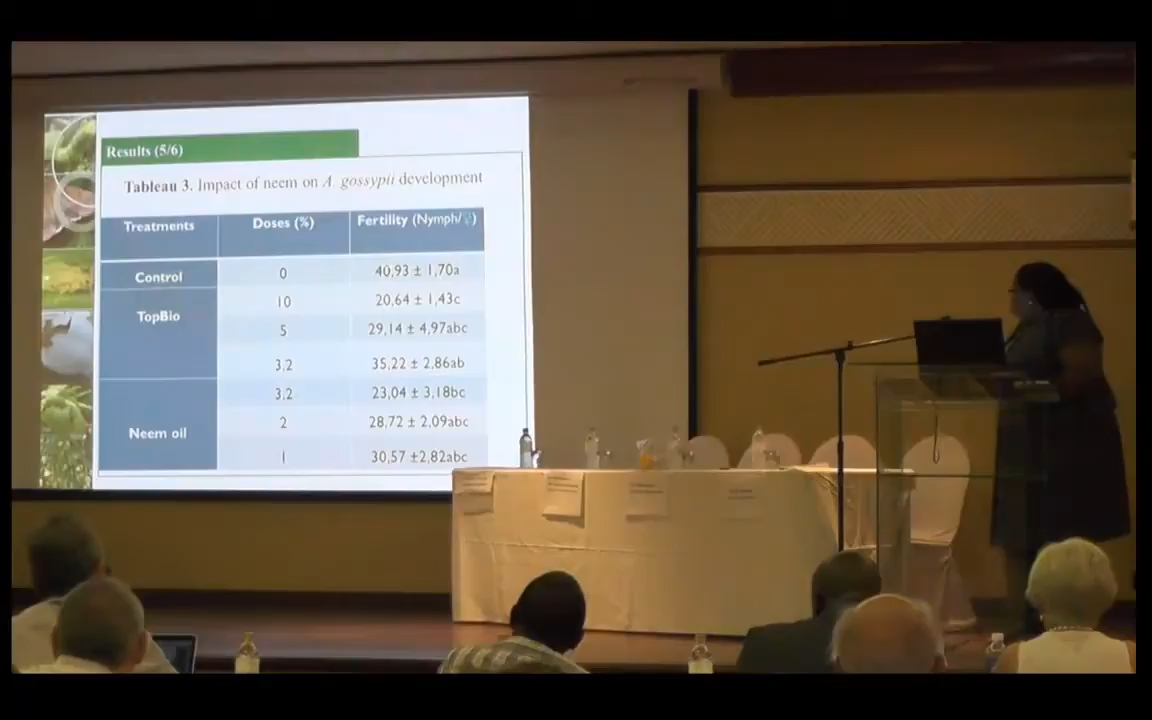 Results (5/6)
Tableau 3. Impact of neem on A. gossypii development
Treatments Doses (%) Fertility (Nymph/♀)
Control 0 40,93 ± 1,70a
TopBio 10 20,64 ± 1,43c
5 29,14 ± 4,97abc
3,2 35,22 ± 2,86ab
Neem oil 3,2 23,04 ± 3,18bc
2 28,72 ± 2,09abc
1 30,57 ±2,82abc